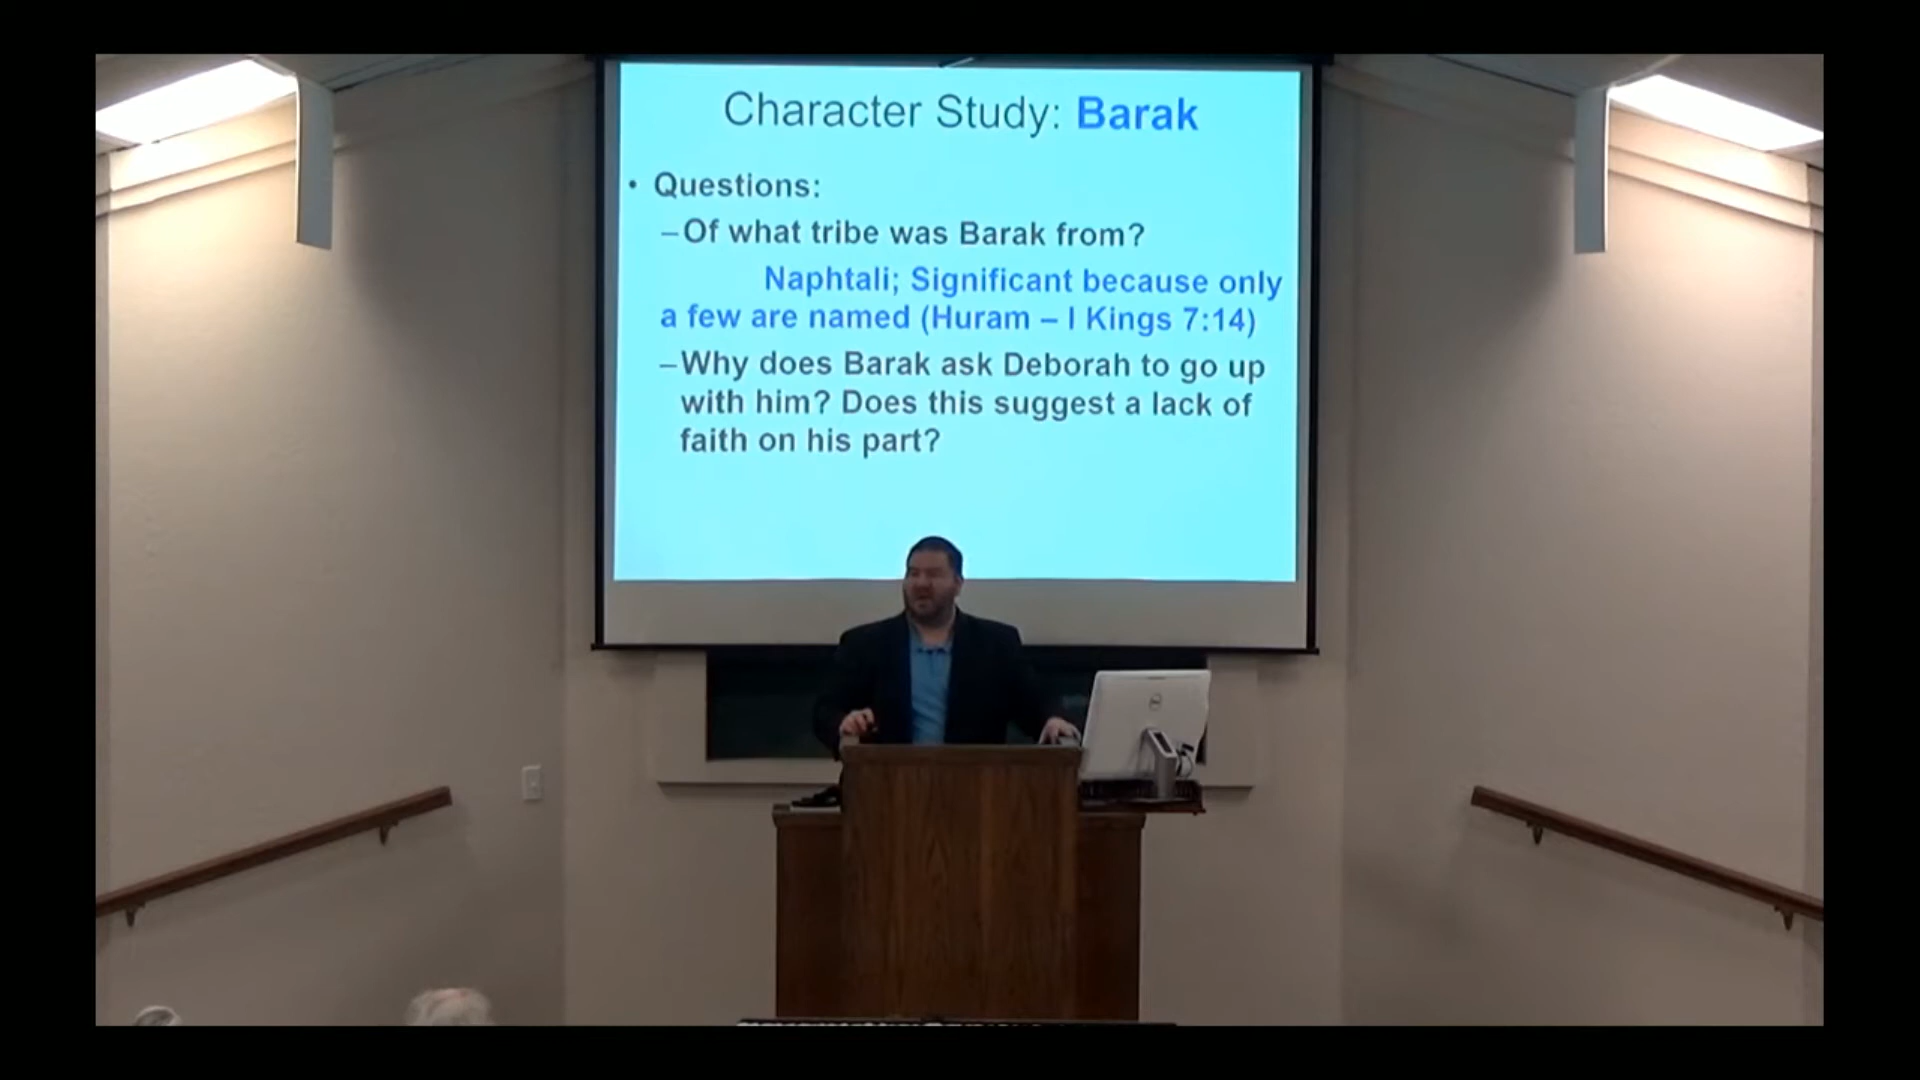 Character Study: Barak
• Questions:
–Of what tribe was Barak from?
Naphtali; Significant because only
a few are named (Huram – I Kings 7:14)
–Why does Barak ask Deborah to go up
with him? Does this suggest a lack of
faith on his part?